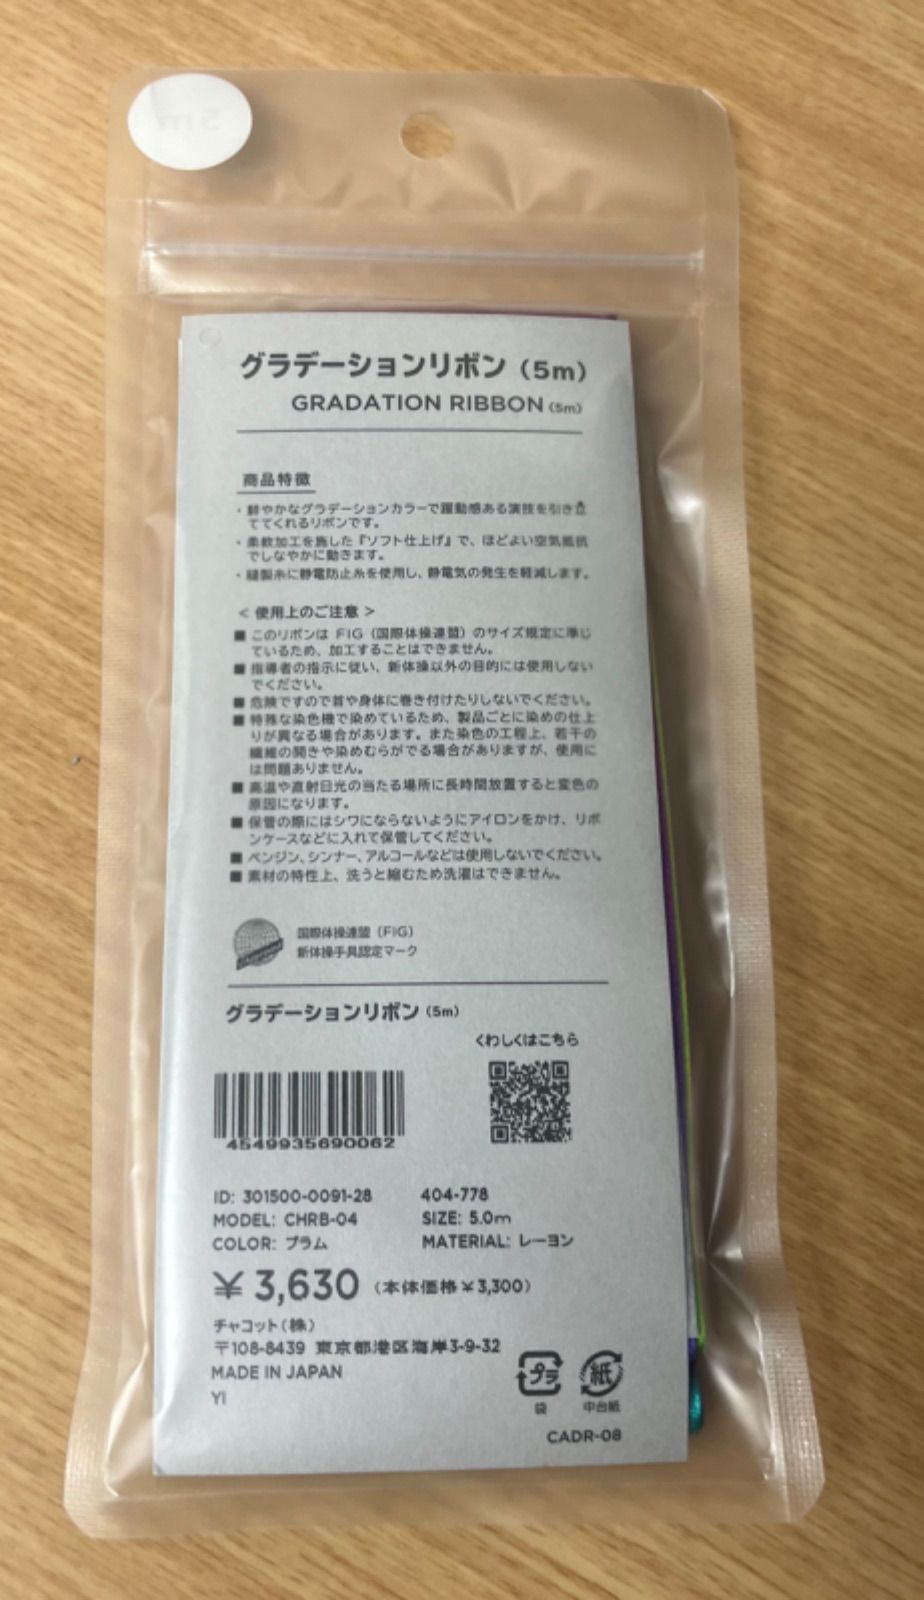 グラデーションリボン（5m）
GRADATION RIBBON（5m）
商品特徴
・鮮やかなグラデーションカラーで躍動感ある演技を引き立
ててくれるリボンです。
・柔軟加工を施した『ソフト仕上げ』で、ほどよい空気抵抗
でしなやかに動きます。
・縫製糸に静電防止糸を使用し、静電気の発生を軽減します。
＜ 使用上のご注意 ＞
■ このリボンは FIG（国際体操連盟）のサイズ規定に準じ
ているため、加工することはできません。
■ 指導者の指示に従い、新体操以外の目的には使用しない
でください。
■ 危険ですので首や身体に巻き付けたりしないでください。
■ 特殊な染色機で染めているため、製品ごとに染めの仕上
りが異なる場合があります。また染色の工程上、若干の
繊維の開きや染めむらがでる場合がありますが、使用に
は問題ありません。
■ 高温や直射日光の当たる場所に長時間放置すると変色の
原因になります。
■ 保管の際にはシワにならないようにアイロンをかけ、リボ
ンケースなどに入れて保管してください。
■ ベンジン、シンナー、アルコールなどは使用しないでください。
■ 素材の特性上、洗うと縮むため洗濯はできません。
国際体操連盟（FIG）
新体操手具認定マーク
グラデーションリボン（5m）
くわしくはこちら
4549935690062
ID: 301500-0091-28 404-778
MODEL: CHRB-04 SIZE: 5.0m
COLOR: プラム MATERIAL: レーヨン
￥3,630（本体価格￥3,300）
チャコット（株）
〒108-8439 東京都港区海岸3-9-32
MADE IN JAPAN
YI
プラ 紙
袋 中台紙
CADR-08